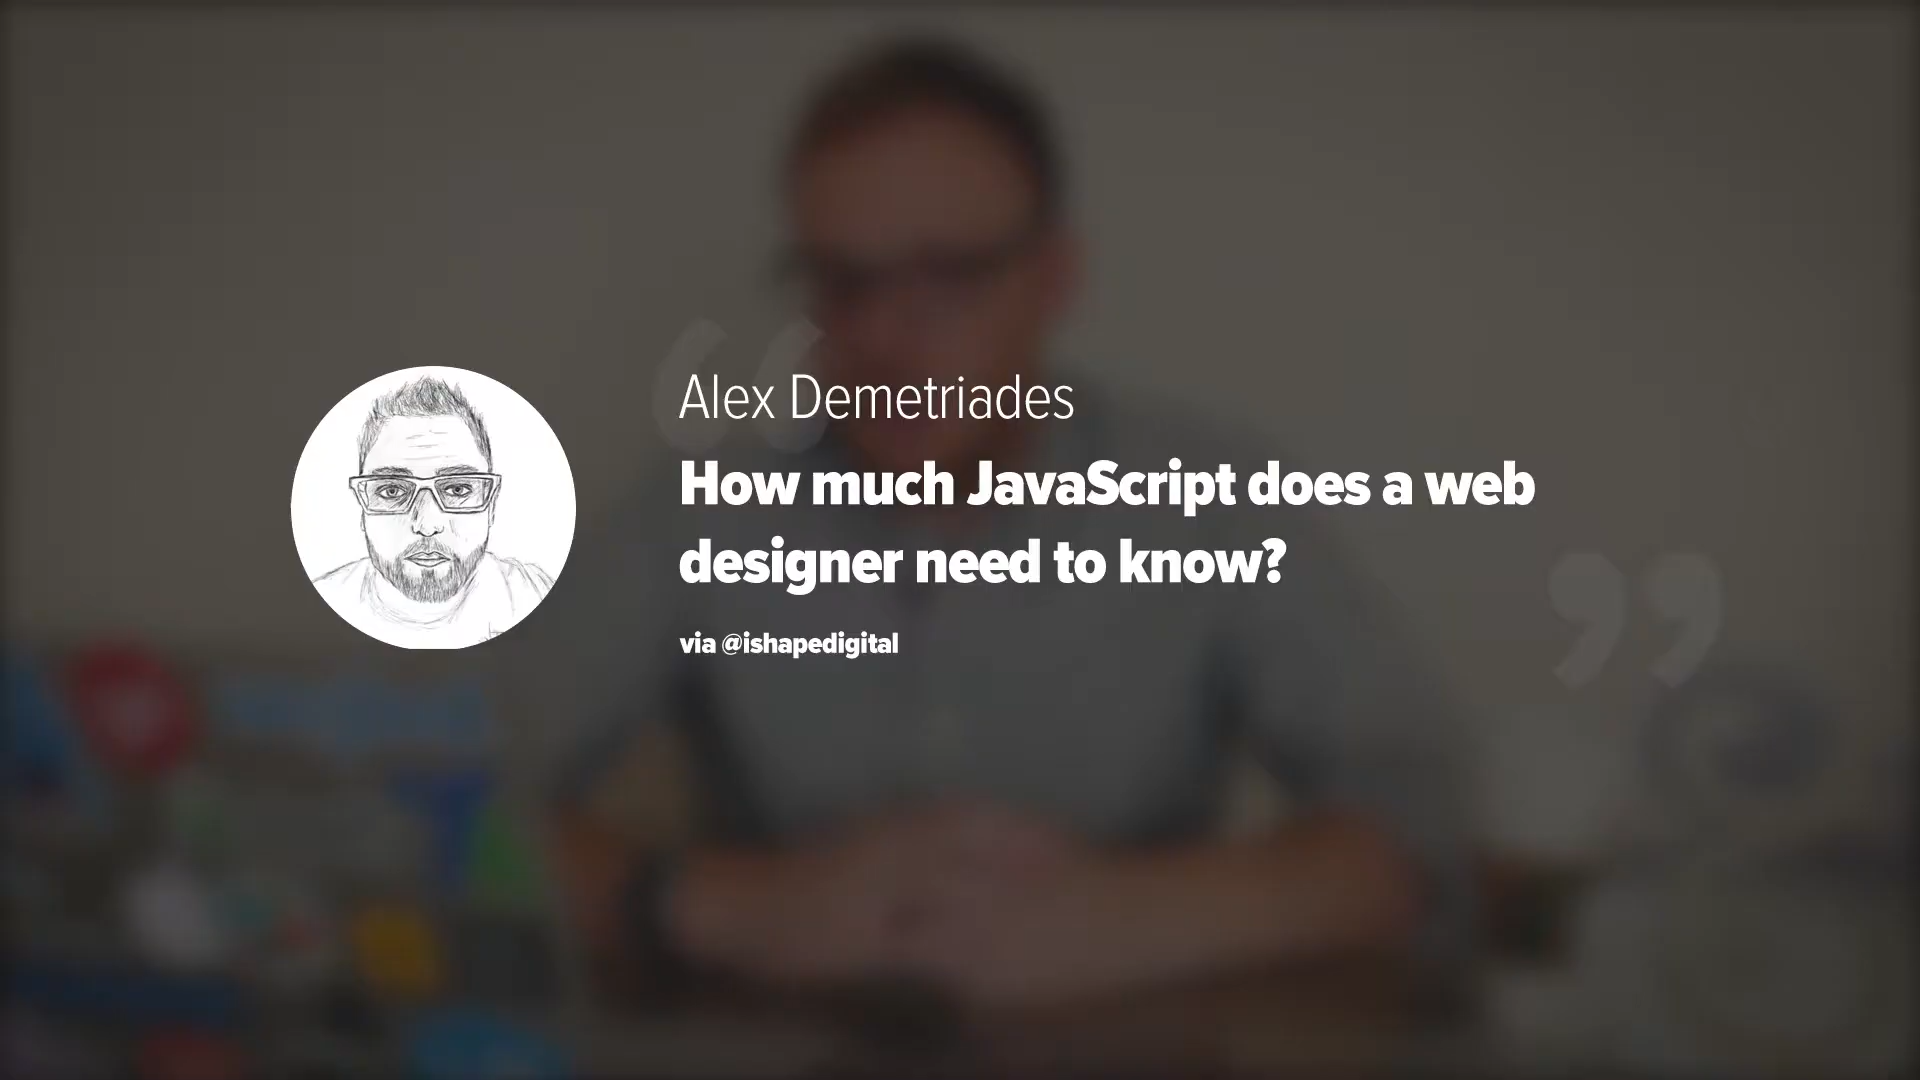 Alex Demetriades
How much JavaScript does a web
designer need to know?
via @ishapedigital